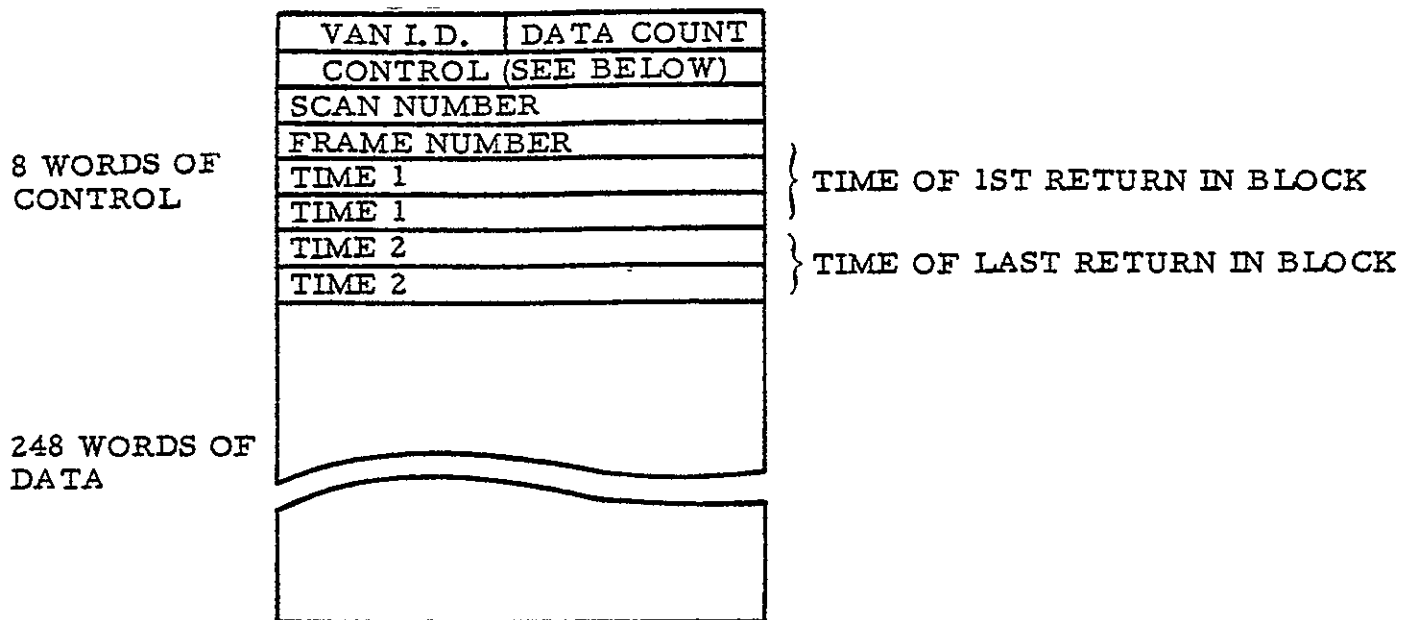 VAN I.D. DATA COUNT
CONTROL (SEE BELOW)
SCAN NUMBER
FRAME NUMBER
8 WORDS OF
CONTROL
TIME 1
TIME 1
TIME OF 1ST RETURN IN BLOCK
TIME 2
TIME 2
TIME OF LAST RETURN IN BLOCK
248 WORDS OF
DATA